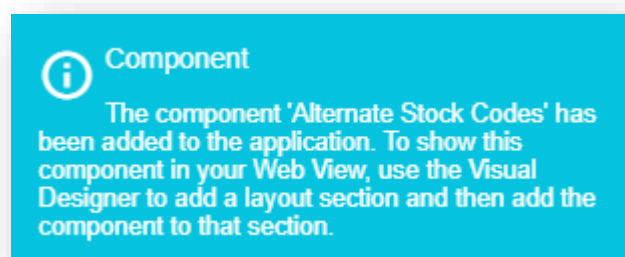 Component
The component 'Alternate Stock Codes' has
been added to the application. To show this
component in your Web View, use the Visual
Designer to add a layout section and then add the
component to that section.